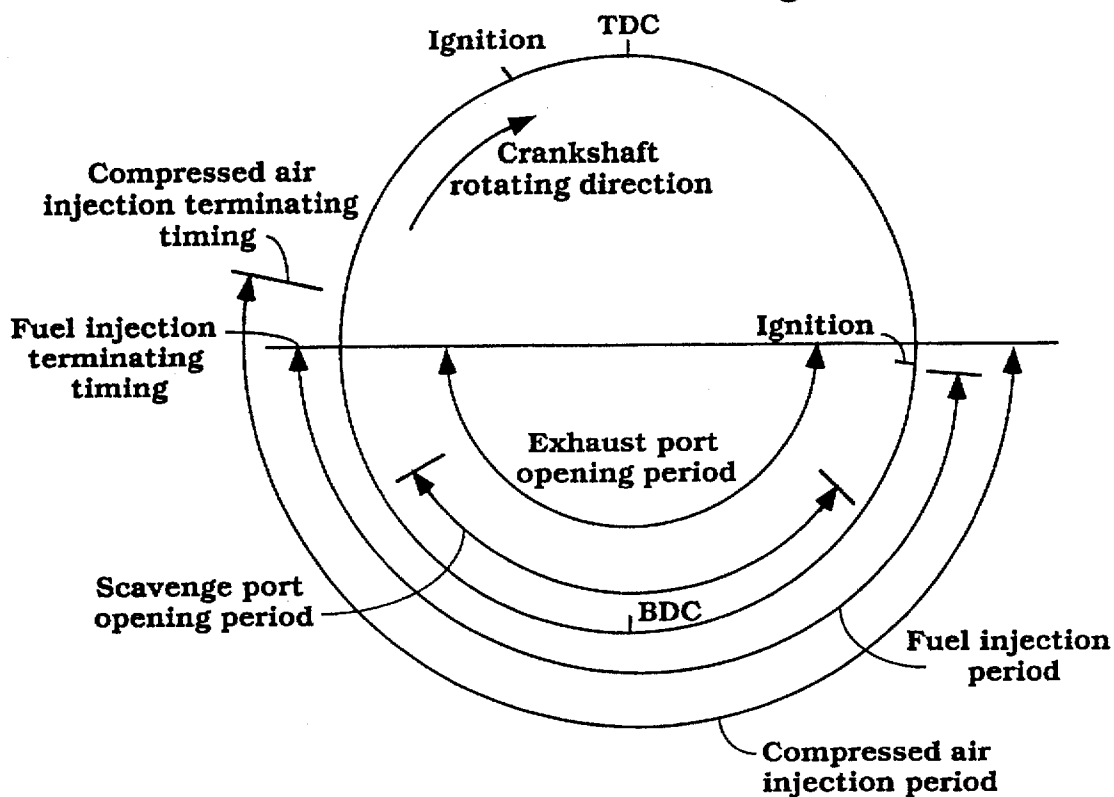 TDC
Ignition
Crankshaft
rotating direction
Compressed air
injection terminating
timing
Fuel injection
terminating
timing
Ignition
Exhaust port
opening period
Scavenge port
opening period
BDC
Fuel injection
period
Compressed air
injection period